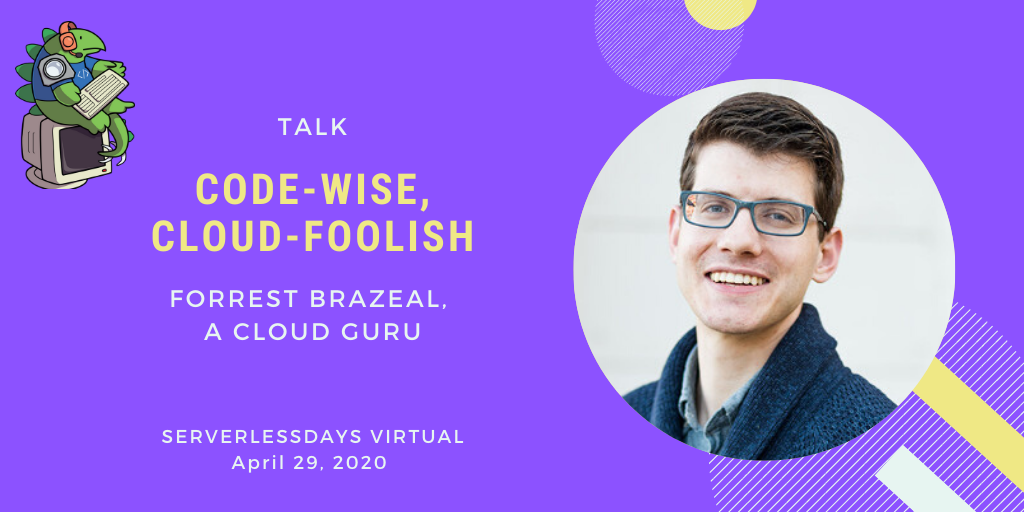 TALK
CODE-WISE,
CLOUD-FOOLISH
FORREST BRAZEAL,
A CLOUD GURU
SERVERLESSDAYS VIRTUAL
April 29, 2020